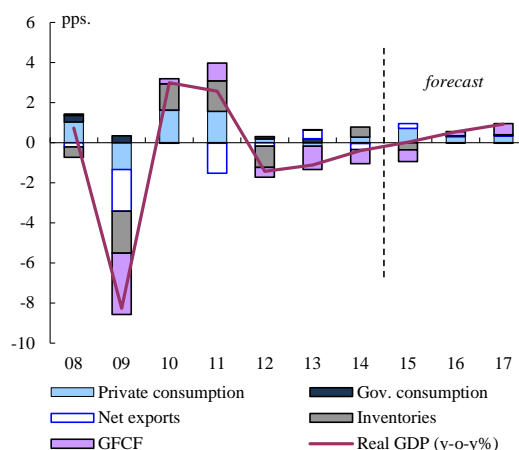 pps.
6
4
2
0
-2
-4
-6
-8
-10
forecast
08 09 10 11 12 13 14 15 16 17
Private consumption Gov. consumption
Net exports Inventories
GFCF Real GDP (y-o-y%)